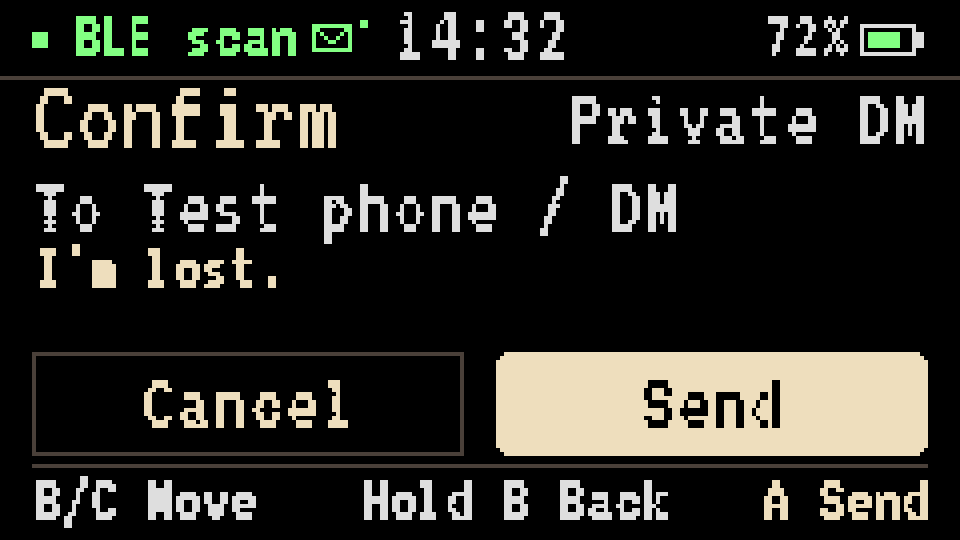 BLE scan 14:32 72%
Confirm Private DM
To Test phone / DM
I'm lost.
Cancel Send
B/C Move Hold B Back A Send